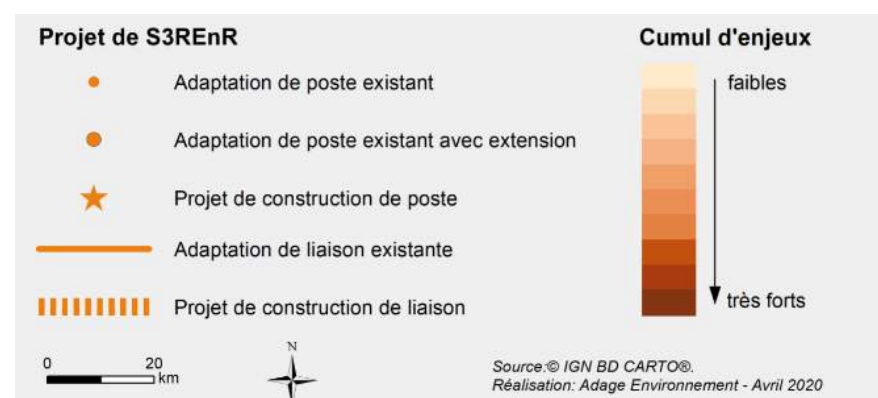 Projet de S3REnR
Adaptation de poste existant
Adaptation de poste existant avec extension
Projet de construction de poste
Adaptation de liaison existante
Projet de construction de liaison
Cumul d'enjeux
faibles
très forts
0 20
km
N
Source:© IGN BD CARTO®.
Réalisation: Adage Environnement - Avril 2020